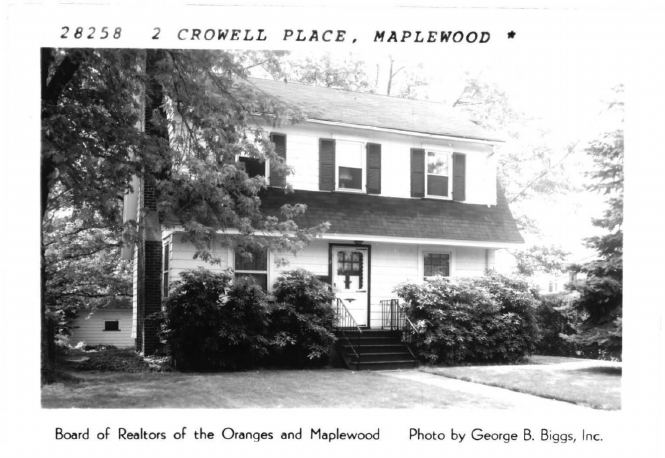 28258 2 CROWELL PLACE, MAPLEWOOD *
Board of Realtors of the Oranges and Maplewood Photo by George B. Biggs, Inc.